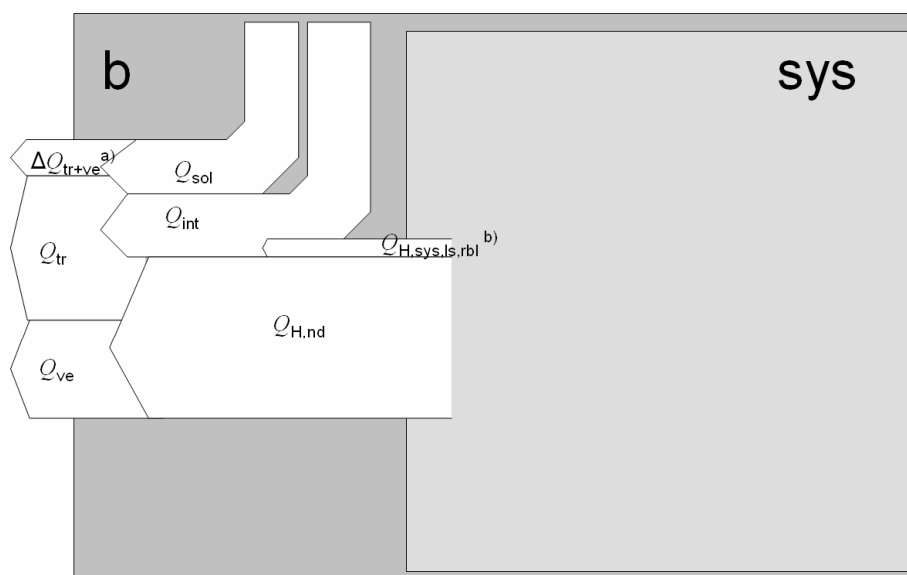 b
sys
ΔQtr+ve a)
Qsol
Qint
QH,sys,ls,rbl b)
Qtr
QH,nd
Qve